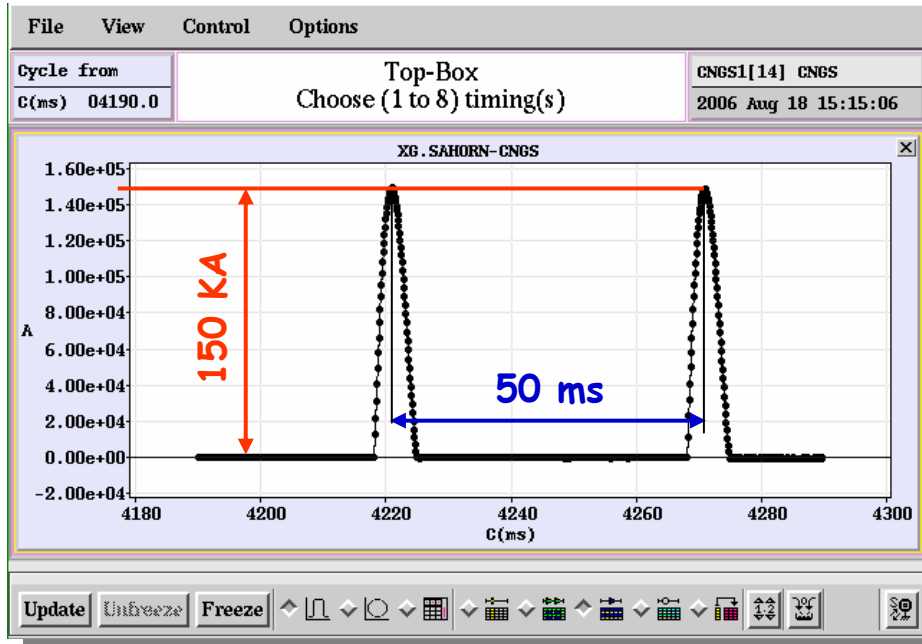 File View Control Options
Cycle from
C(ms) 04190.0
Top-Box
Choose (1 to 8) timing(s)
CNGS1[14] CNGS
2006 Aug 18 15:15:06
XG.SAHORN-CNGS
1.60e+05
1.40e+05
1.20e+05
1.00e+05
8.00e+04
A
6.00e+04
4.00e+04
2.00e+04
0.00e+00
-2.00e+04
150 KA
50 ms
4180 4200 4220 4240 4260 4280 4300
C(ms)
Update Unfreeze Freeze